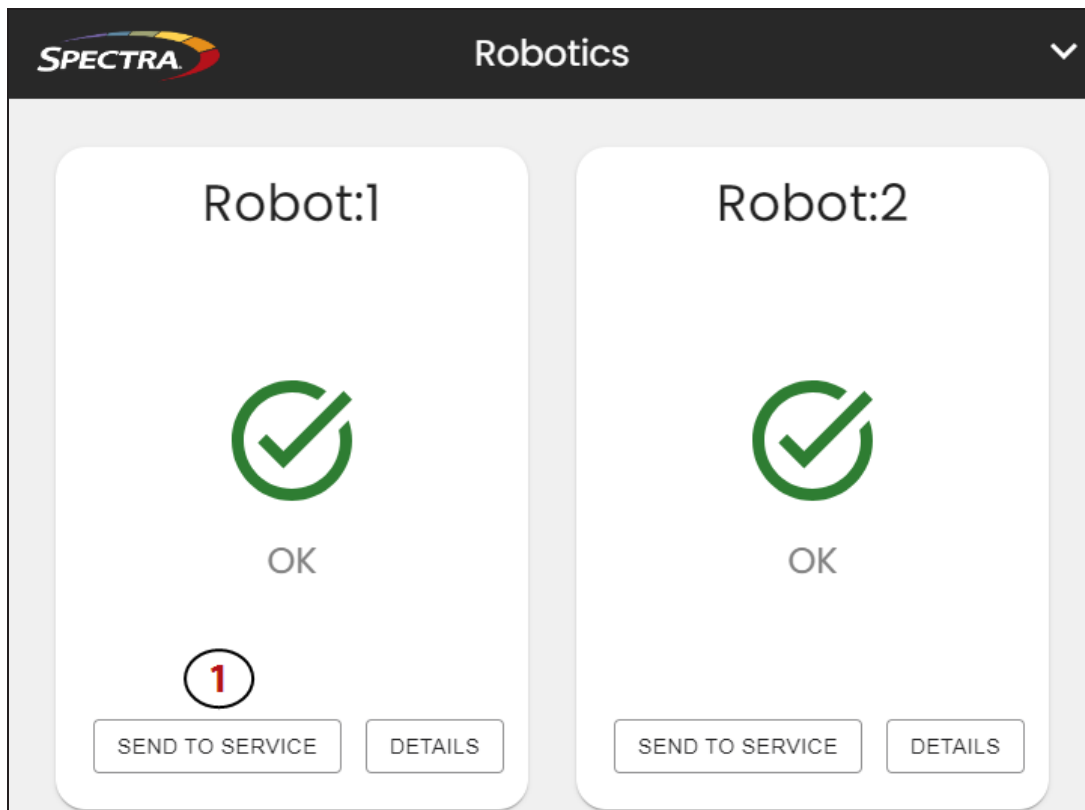 SPECTRA
Robotics
Robot:1
OK
1
SEND TO SERVICE
DETAILS
Robot:2
OK
SEND TO SERVICE
DETAILS